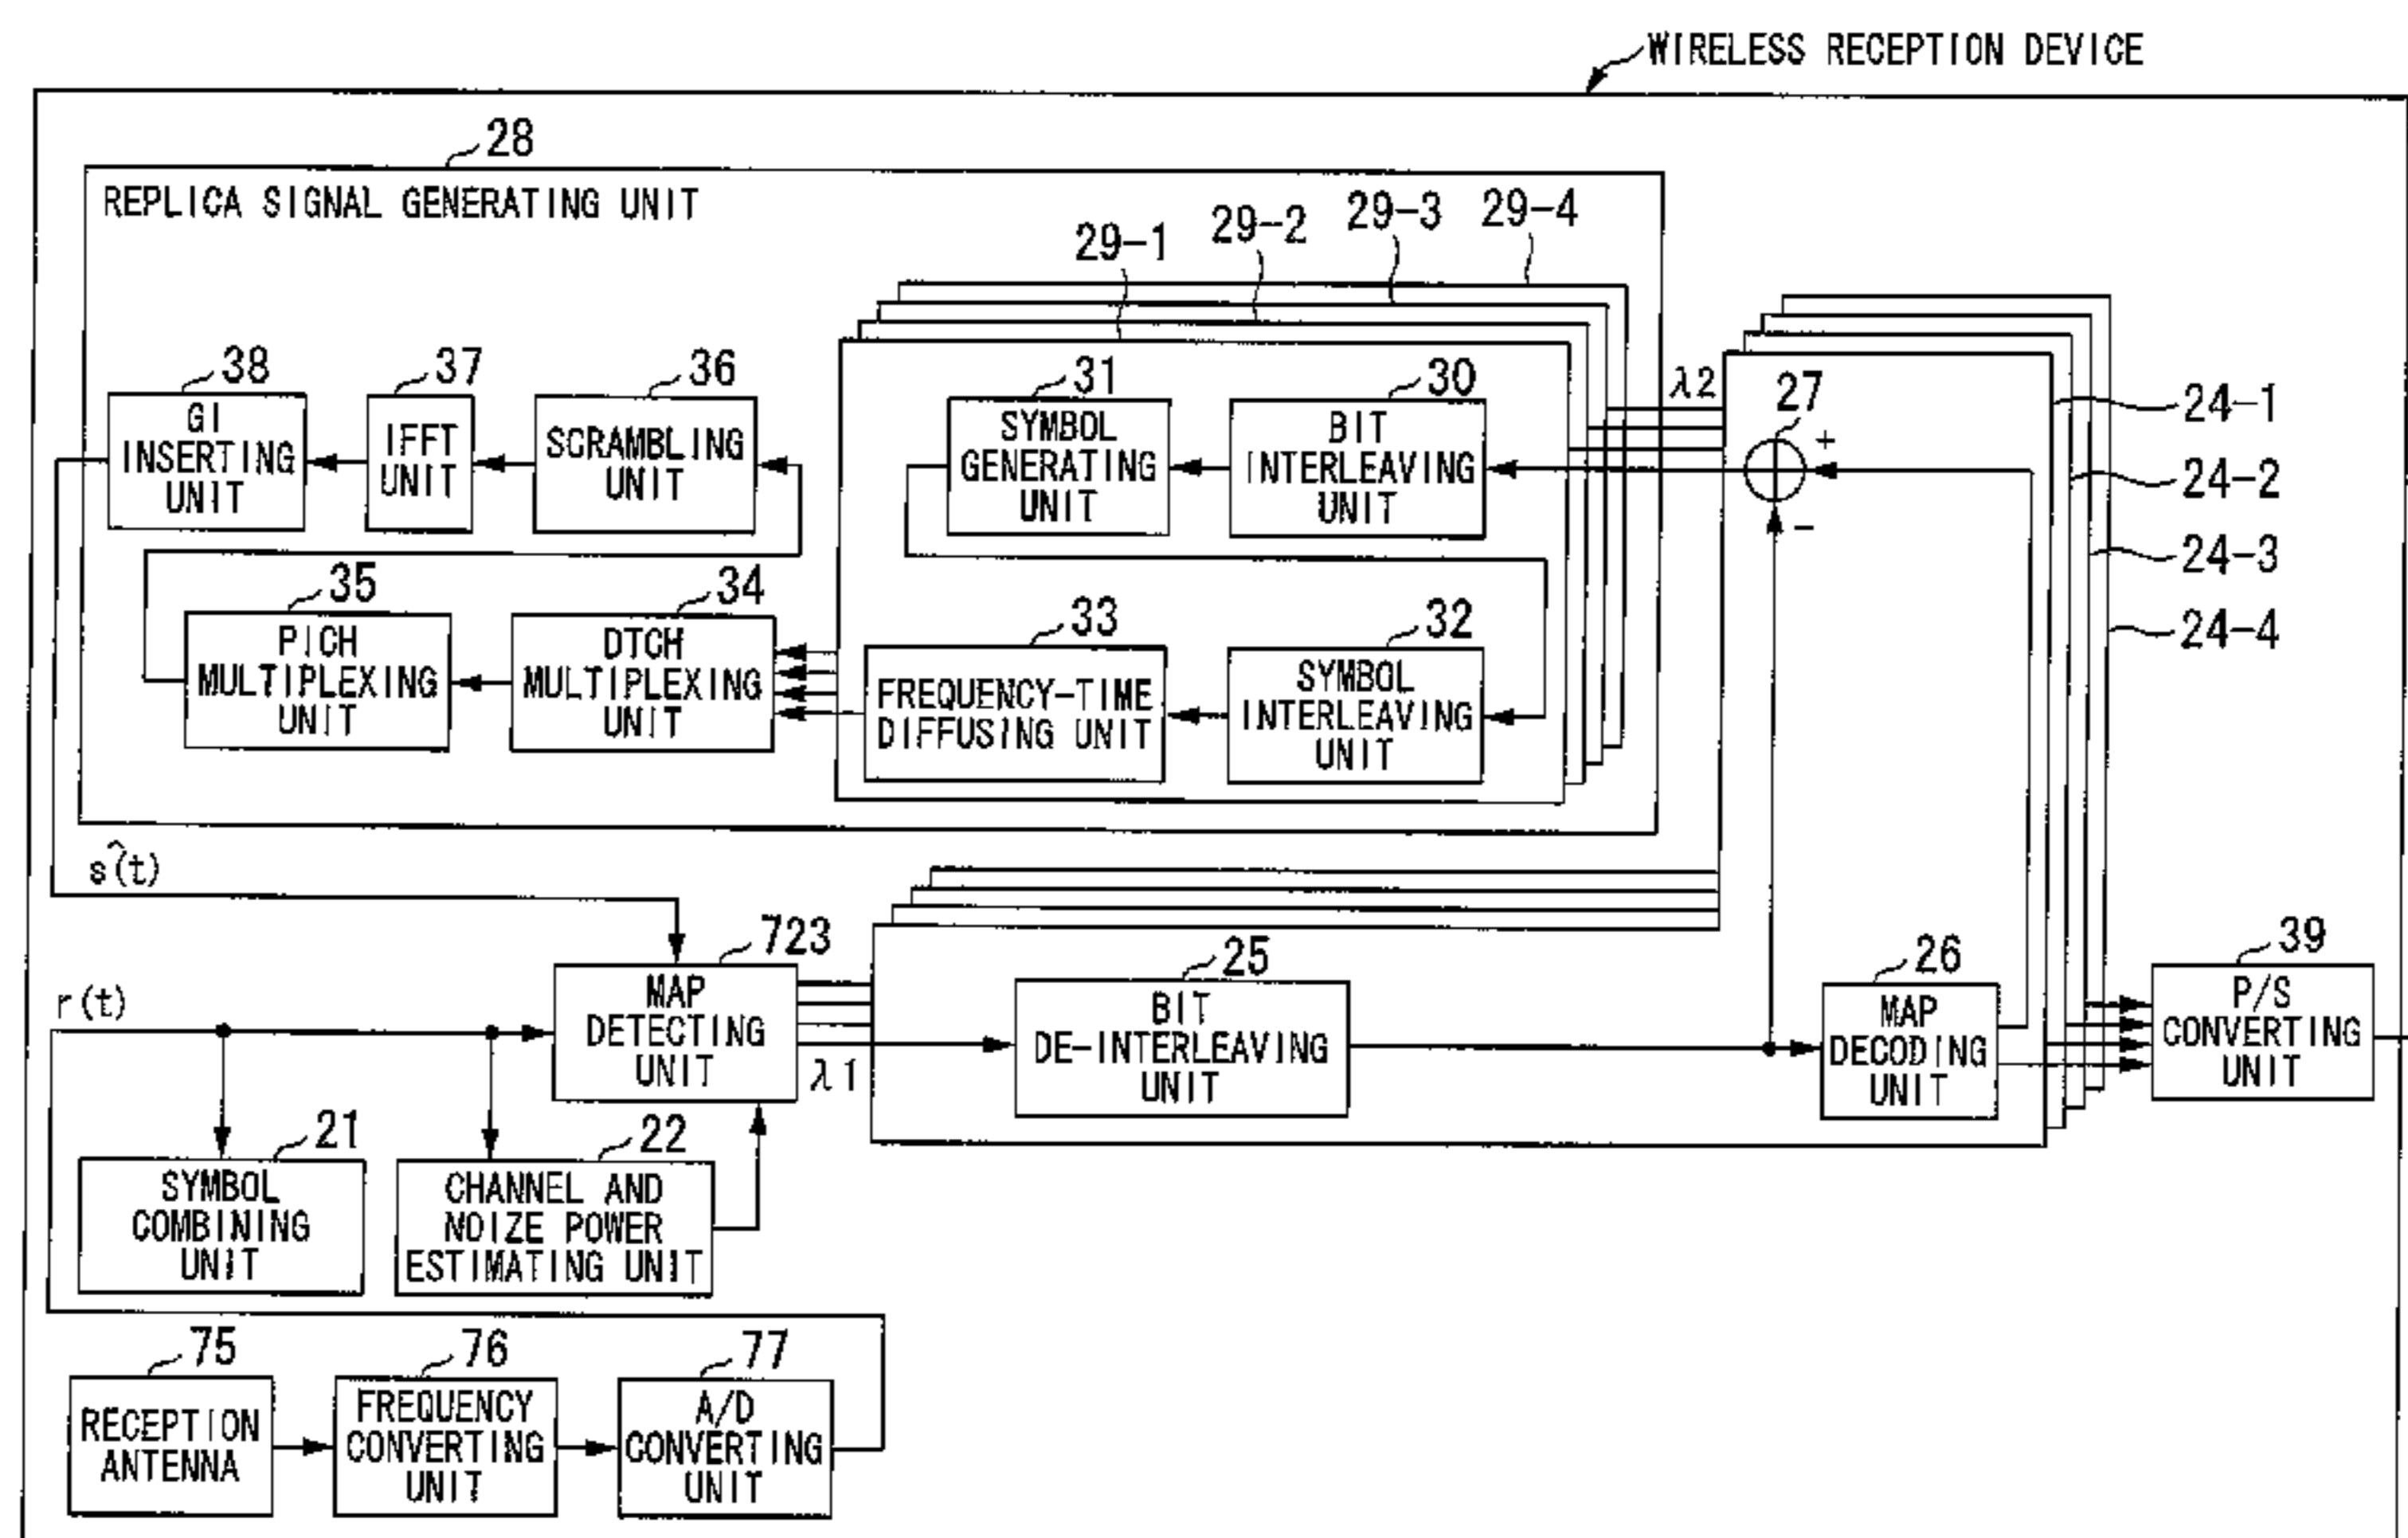 WIRELESS RECEPTION DEVICE
28
REPLICA SIGNAL GENERATING UNIT
29-1
29-2
29-3
29-4
38
GI
INSERTING
UNIT
37
IFFT
UNIT
36
SCRAMBLING
UNIT
31
SYMBOL
GENERATING
UNIT
30
BIT
INTERLEAVING
UNIT
λ2
27
+
-
24-1
24-2
24-3
24-4
35
PICH
MULTIPLEXING
UNIT
34
DTCH
MULTIPLEXING
UNIT
33
FREQUENCY-TIME
DIFFUSING UNIT
32
SYMBOL
INTERLEAVING
UNIT
ŝ(t)
r(t)
723
MAP
DETECTING
UNIT
λ1
25
BIT
DE-INTERLEAVING
UNIT
26
MAP
DECODING
UNIT
39
P/S
CONVERTING
UNIT
21
SYMBOL
COMBINING
UNIT
22
CHANNEL AND
NOIZE POWER
ESTIMATING UNIT
75
RECEPTION
ANTENNA
76
FREQUENCY
CONVERTING
UNIT
77
A/D
CONVERTING
UNIT